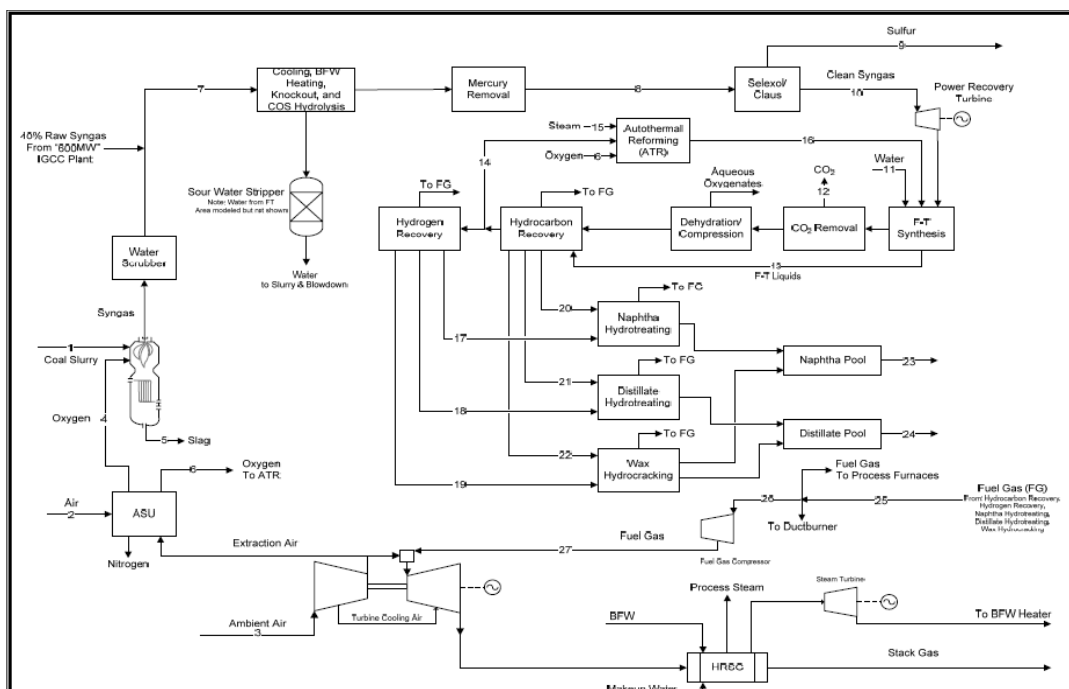 Sulfur
9
Cooling, BFW
Heating,
Knockout, and
COS Hydrolysis
7
Mercury
Removal
8
Selexol/
Claus
Clean Syngas
10
Power Recovery
Turbine
40% Raw Syngas
From "600MW"
IGCC Plant
Steam
15
Oxygen
6
Autothermal
Reforming
(ATR)
16
14
Water
11
CO2
12
Aqueous
Oxygenates
To FG
To FG
Sour Water Stripper
Note: Water from FT
Area modeled but not shown
Hydrogen
Recovery
Hydrocarbon
Recovery
Dehydration/
Compression
CO2 Removal
F-T
Synthesis
13
F-T Liquids
Water
Scrubber
Water
to Slurry & Blowdown
Syngas
To FG
20
Naphtha
Hydrotreating
17
1
Coal Slurry
Naphtha Pool
23
To FG
21
Distillate
Hydrotreating
18
Oxygen
4
5
Slag
Distillate Pool
24
To FG
22
Wax
Hydrocracking
19
6
Oxygen
To ATR
Air
2
ASU
Nitrogen
Fuel Gas
To Process Furnaces
26
25
To Ductburner
Fuel Gas (FG)
From Hydrocarbon Recovery,
Hydrogen Recovery,
Naphtha Hydrotreating,
Distillate Hydrotreating,
Wax Hydrocracking
Extraction Air
Fuel Gas
27
Fuel Gas Compressor
Turbine Cooling Air
Ambient Air
3
Process Steam
Steam Turbine
BFW
To BFW Heater
HRSG
Stack Gas
Makeup Water